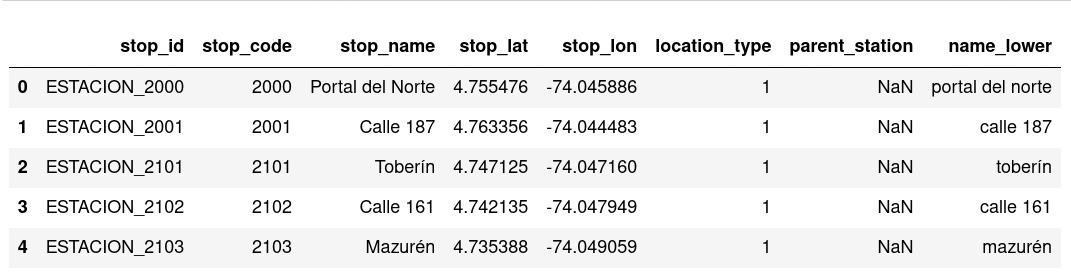 stop_id stop_code stop_name stop_lat stop_lon location_type parent_station name_lower
0 ESTACION_2000 2000 Portal del Norte 4.755476 -74.045886 1 NaN portal del norte
1 ESTACION_2001 2001 Calle 187 4.763356 -74.044483 1 NaN calle 187
2 ESTACION_2101 2101 Toberín 4.747125 -74.047160 1 NaN toberín
3 ESTACION_2102 2102 Calle 161 4.742135 -74.047949 1 NaN calle 161
4 ESTACION_2103 2103 Mazurén 4.735388 -74.049059 1 NaN mazurén